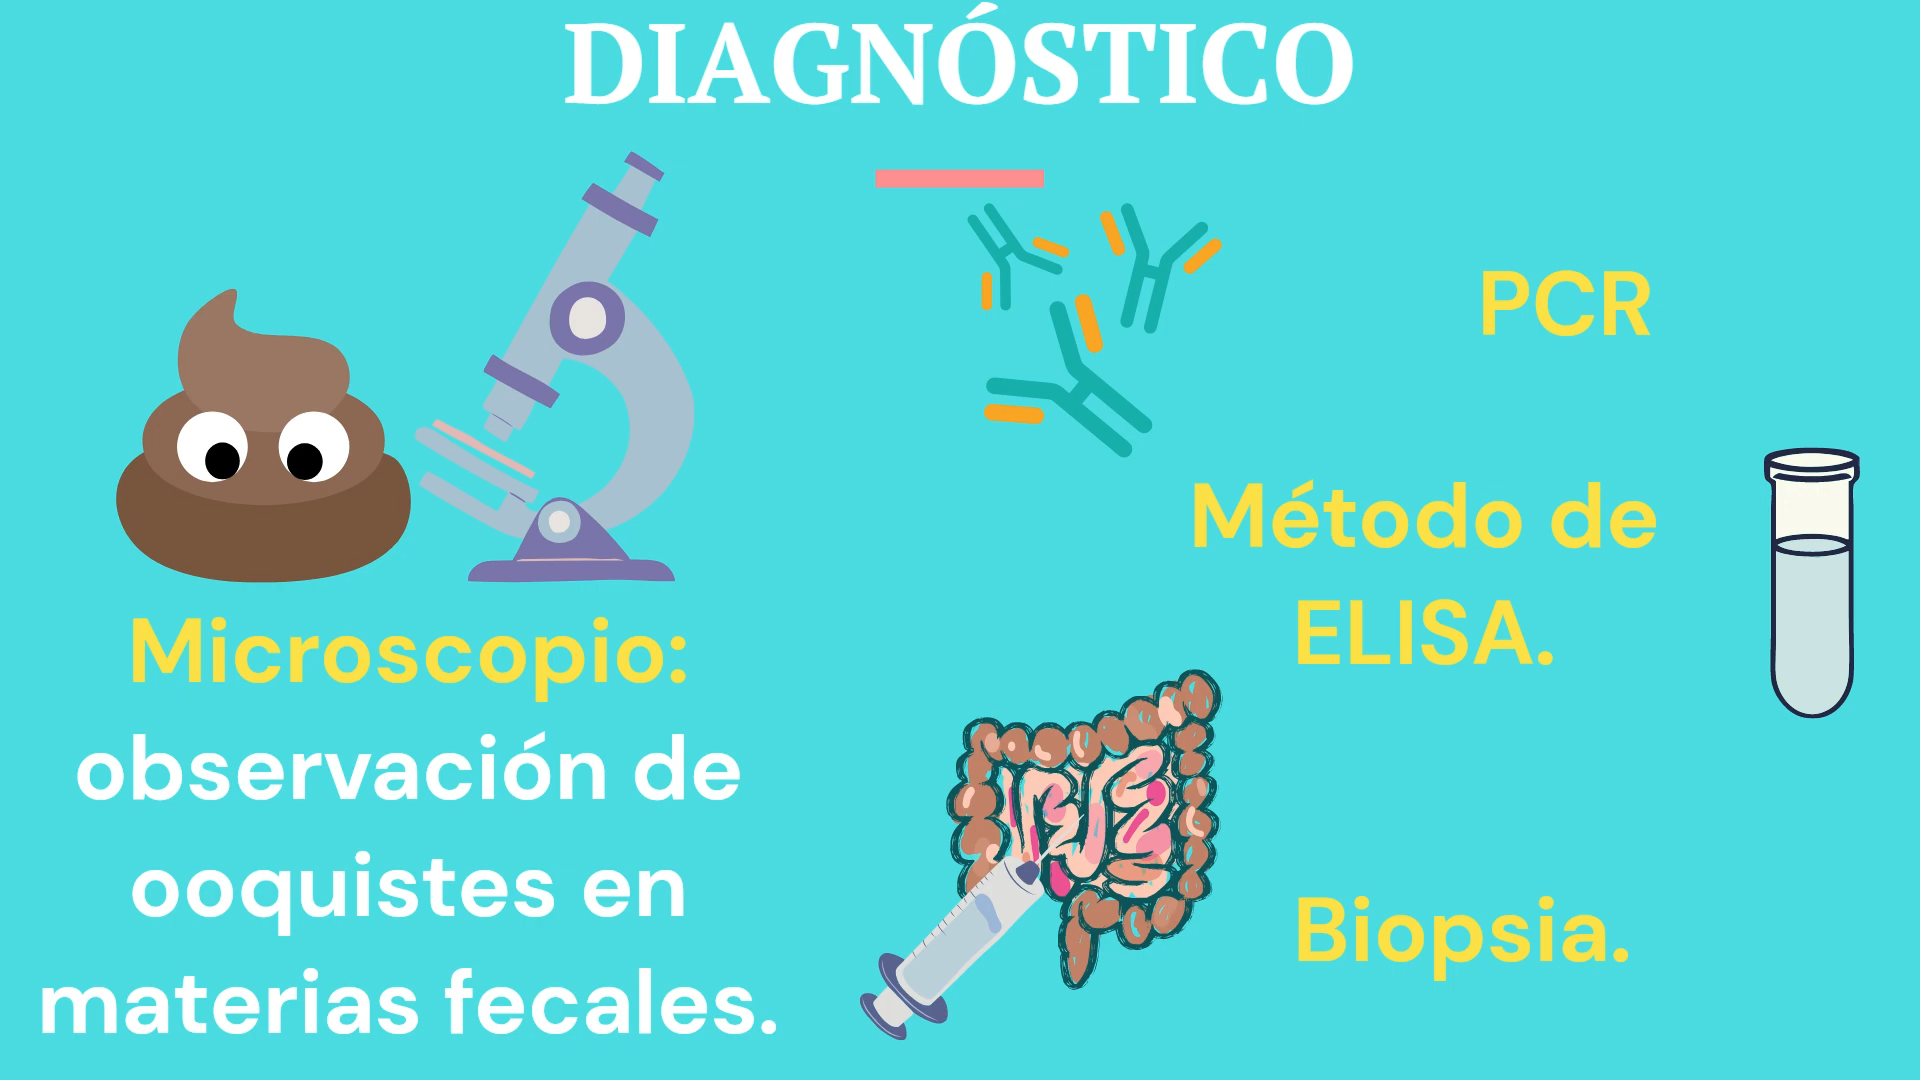 DIAGNÓSTICO
Microscopio:
observación de
ooquistes en
materias fecales.
PCR
Método de
ELISA.
Biopsia.